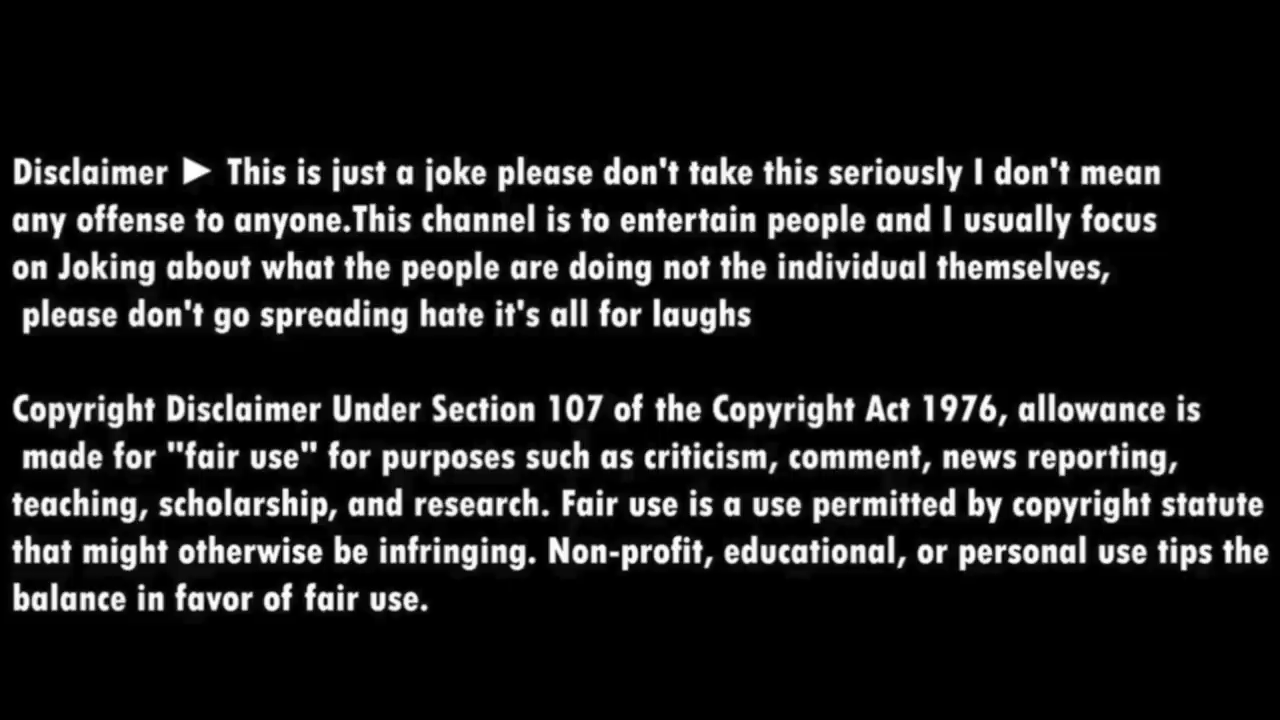 Disclaimer ► This is just a joke please don't take this seriously I don't mean
any offense to anyone.This channel is to entertain people and I usually focus
on Joking about what the people are doing not the individual themselves,
please don't go spreading hate it's all for laughs
Copyright Disclaimer Under Section 107 of the Copyright Act 1976, allowance is
made for "fair use" for purposes such as criticism, comment, news reporting,
teaching, scholarship, and research. Fair use is a use permitted by copyright statute
that might otherwise be infringing. Non-profit, educational, or personal use tips the
balance in favor of fair use.